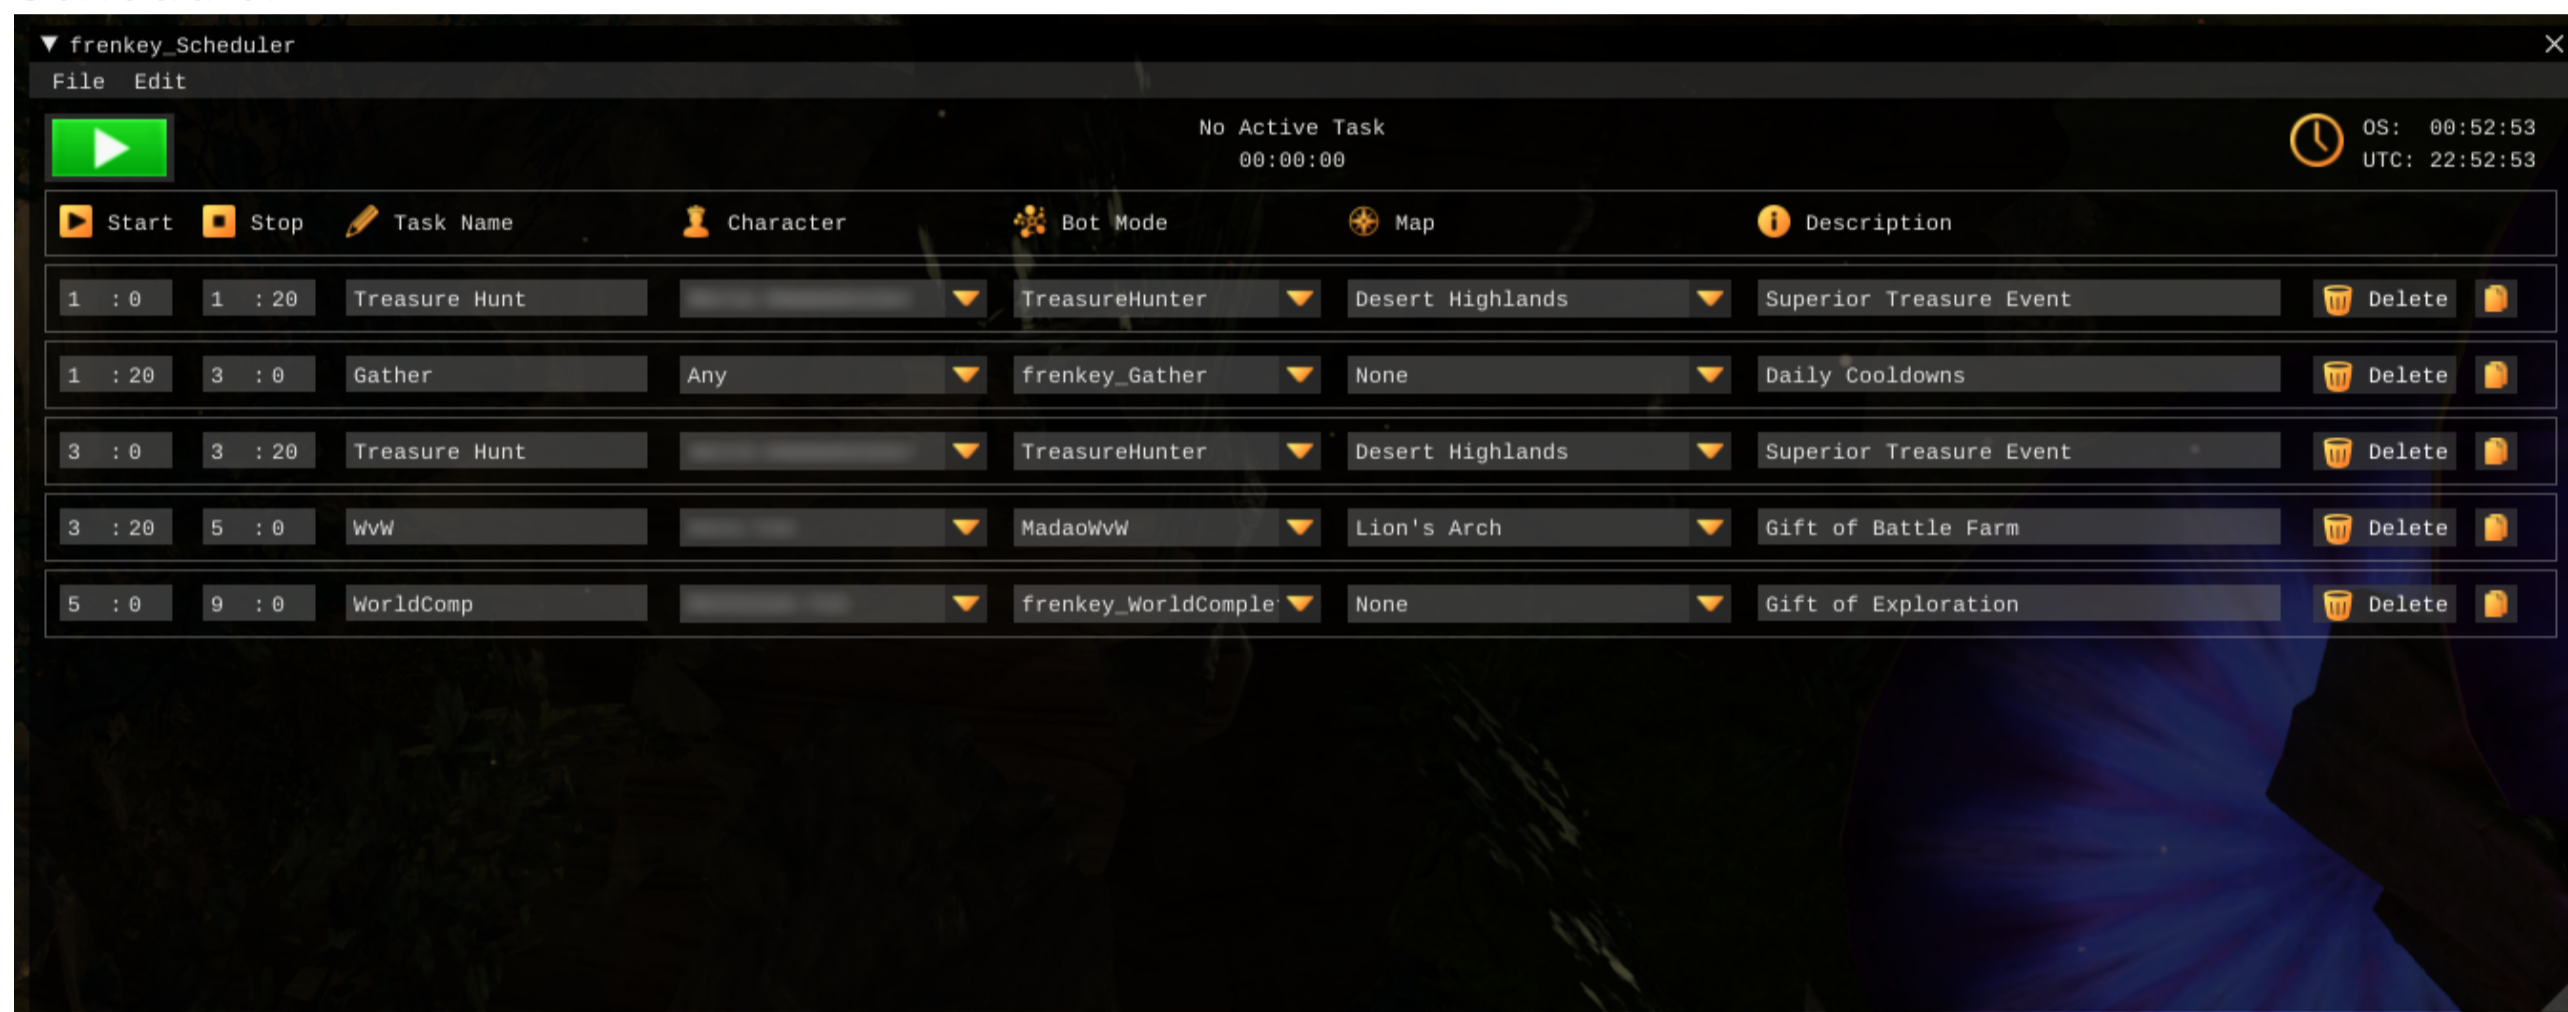 frenkey_Scheduler
File Edit
No Active Task
00:00:00
OS: 00:52:53
UTC: 22:52:53
Start Stop Task Name Character Bot Mode Map Description
1 :0 1 :20 Treasure Hunt TreasureHunter Desert Highlands Superior Treasure Event Delete
1 :20 3 :0 Gather Any frenkey_Gather None Daily Cooldowns Delete
3 :0 3 :20 Treasure Hunt TreasureHunter Desert Highlands Superior Treasure Event Delete
3 :20 5 :0 WvW MadaoWvW Lion's Arch Gift of Battle Farm Delete
5 :0 9 :0 WorldComp frenkey_WorldComple None Gift of Exploration Delete